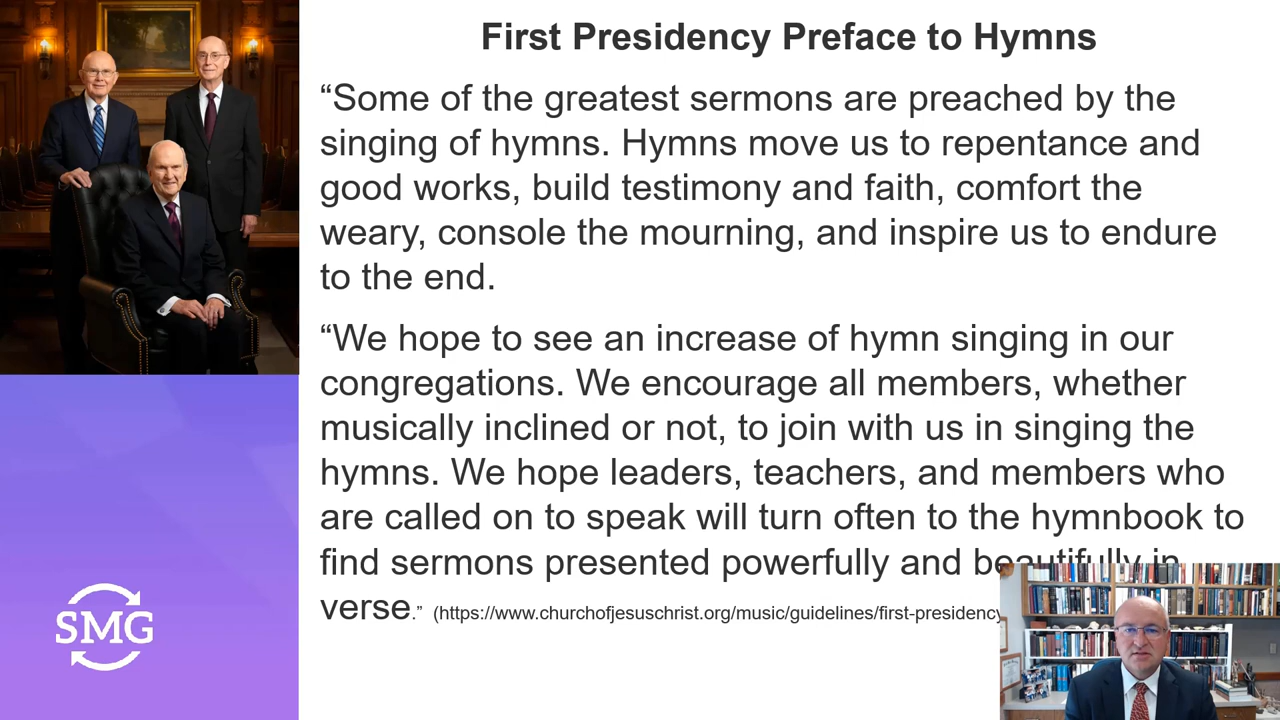 First Presidency Preface to Hymns
“Some of the greatest sermons are preached by the
singing of hymns. Hymns move us to repentance and
good works, build testimony and faith, comfort the
weary, console the mourning, and inspire us to endure
to the end.
“We hope to see an increase of hymn singing in our
congregations. We encourage all members, whether
musically inclined or not, to join with us in singing the
hymns. We hope leaders, teachers, and members who
are called on to speak will turn often to the hymnbook to
find sermons presented powerfully and beautifully in
verse.” (https://www.churchofjesuschrist.org/music/guidelines/first-presidency
SMG